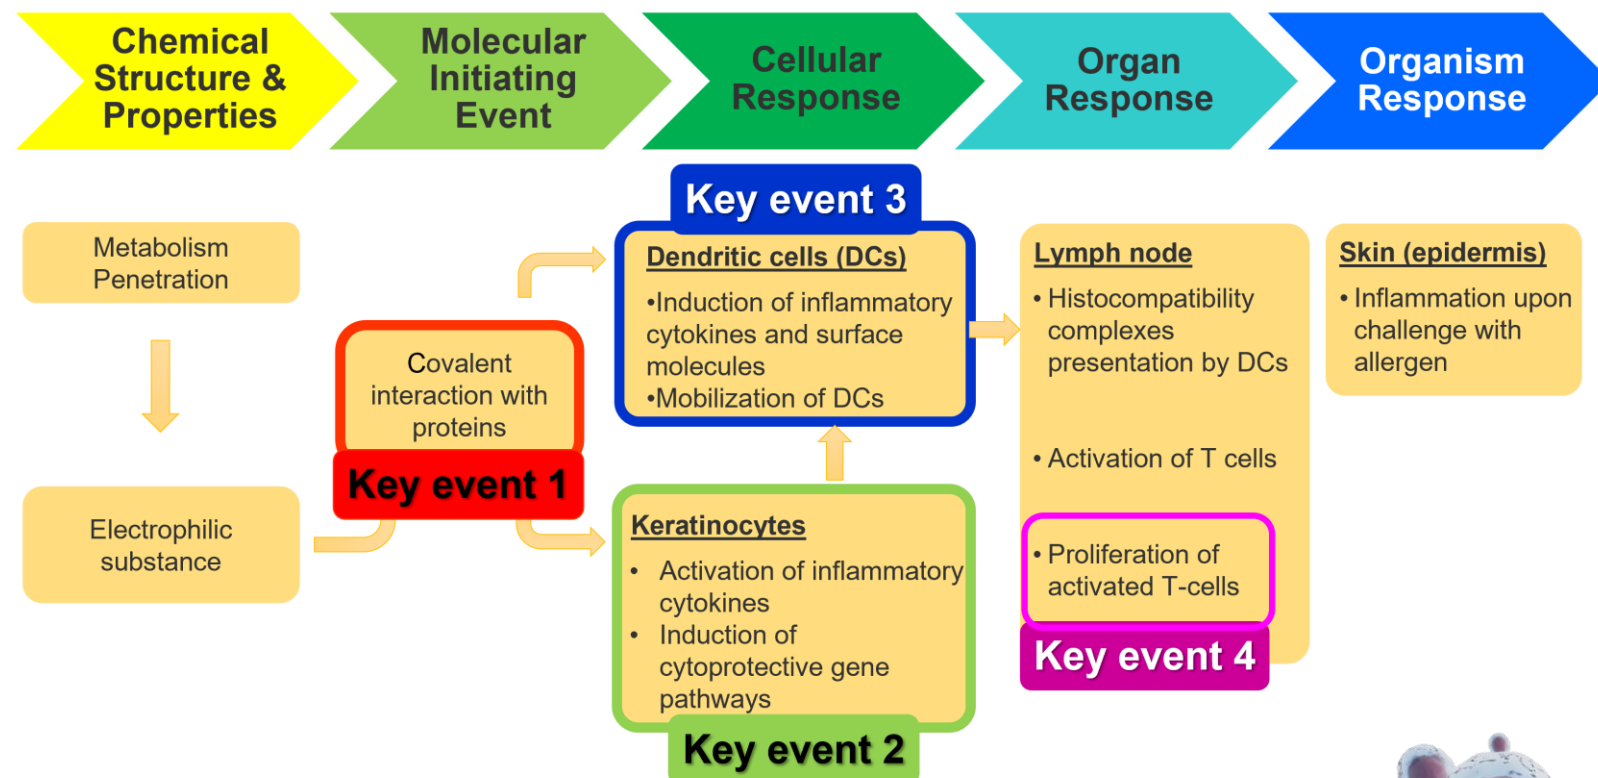 Chemical
Structure &
Properties
Molecular
Initiating
Event
Cellular
Response
Organ
Response
Organism
Response
Metabolism
Penetration
Electrophilic
substance
Covalent
interaction with
proteins
Key event 1
Key event 3
Dendritic cells (DCs)
•Induction of inflammatory
cytokines and surface
molecules
•Mobilization of DCs
Keratinocytes
• Activation of inflammatory
cytokines
• Induction of
cytoprotective gene
pathways
Key event 2
Lymph node
• Histocompatibility
complexes
presentation by DCs
• Activation of T cells
• Proliferation of
activated T-cells
Key event 4
Skin (epidermis)
• Inflammation upon
challenge with
allergen